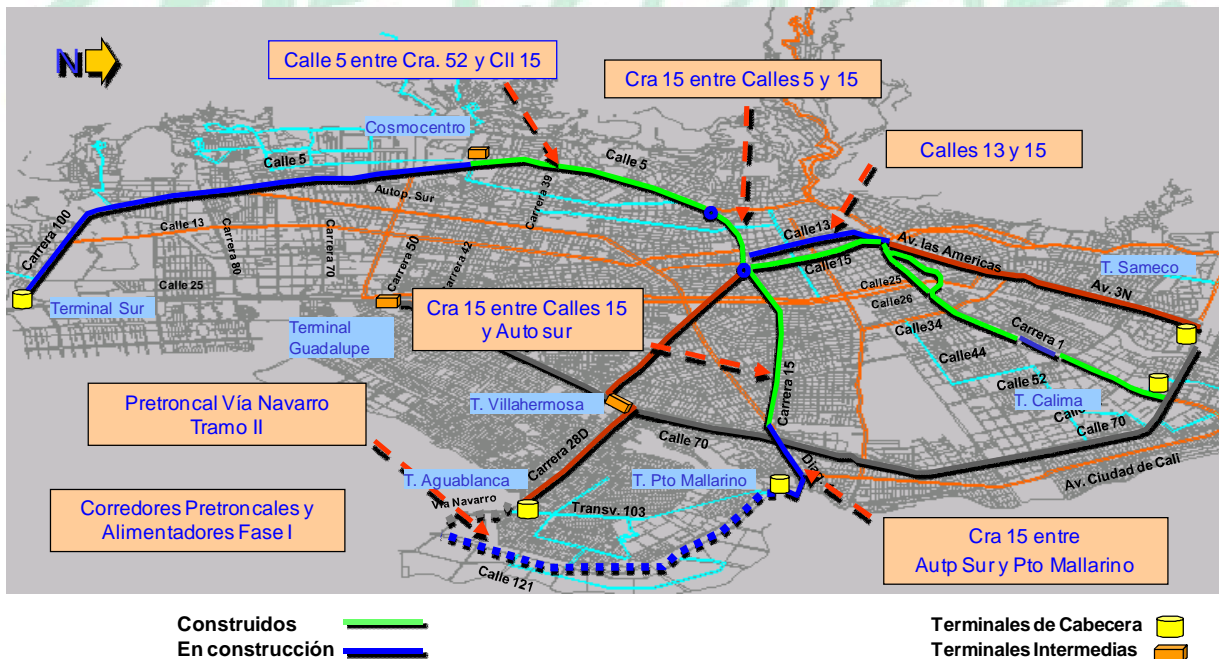 N
Calle 5 entre Cra. 52 y Cll 15
Cra 15 entre Calles 5 y 15
Cosmocentro
Calles 13 y 15
Calle 5
Calle 5
Autop. Sur
Carrera 39
Carrera 100
Calle 13
Carrera 80
Carrera 70
Carrera 50
Carrera 42
Calle13
Calle15
Av. las Americas
T. Sameco
Av. 3N
Calle 25
Calle25
Calle26
Terminal Sur
Terminal
Guadalupe
Cra 15 entre Calles 15
y Auto sur
Calle34
Carrera 1
Calle44
Calle 52
T. Calima
Carrera 15
Pretroncal Vía Navarro
Tramo II
T. Villahermosa
Calle 70
Calle 70
Carrera 28D
Av. Ciudad de Cali
T. Aguablanca
T. Pto Mallarino
Vía Navarro
Transv. 103
Corredores Pretroncales y
Alimentadores Fase I
Calle 121
Cra 15 entre
Autp Sur y Pto Mallarino
Construidos
En construcción
Terminales de Cabecera
Terminales Intermedias